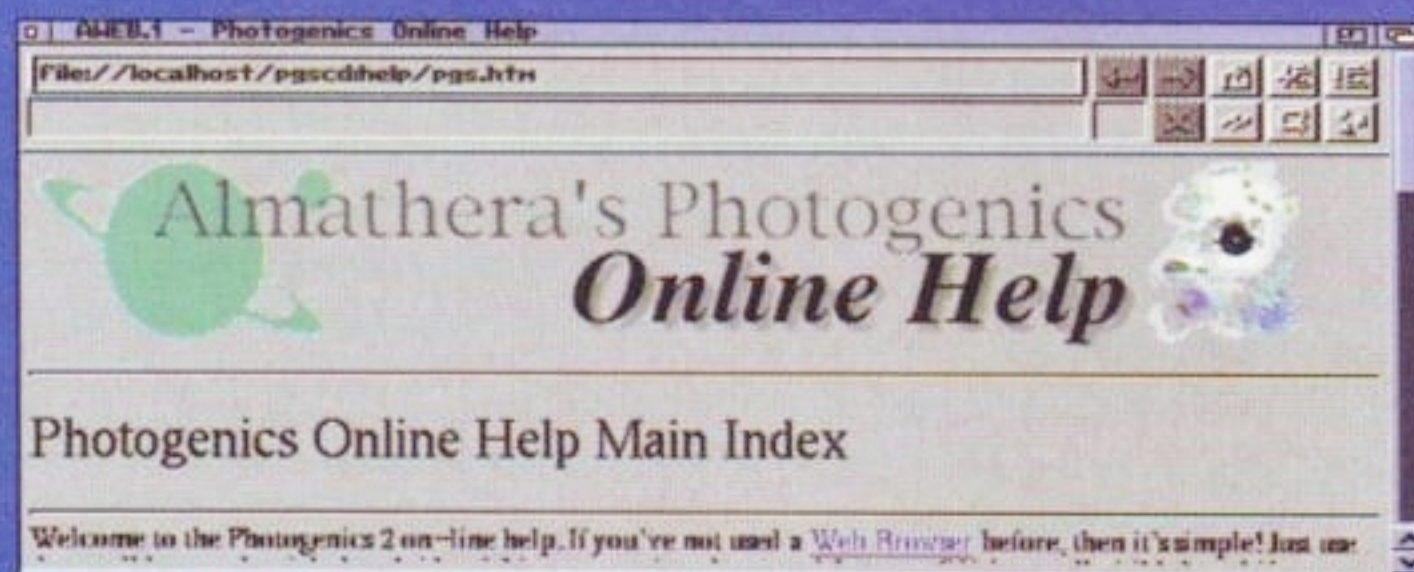 AWEB.1 - Photogenics Online Help
file://localhost/pgscdihelp/pgs.htm
Almathera's Photogenics
Online Help
Photogenics Online Help Main Index
Welcome to the Photogenics 2 on-line help. If you've not used a Web Browser before, then it's simple! Just use